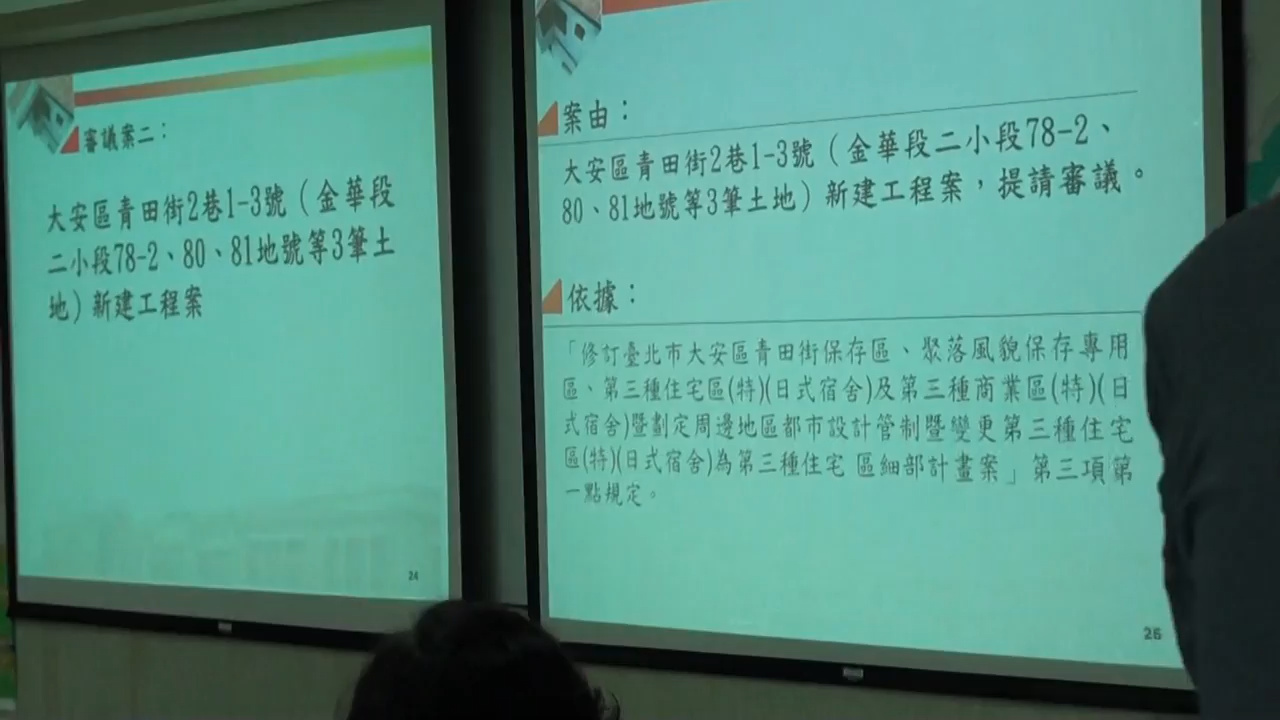 審議案二：
大安區青田街2巷1-3號（金華段
二小段78-2、80、81地號等3筆土
地）新建工程案
24
案由：
大安區青田街2巷1-3號（金華段二小段78-2、
80、81地號等3筆土地）新建工程案，提請審議。
依據：
「修訂臺北市大安區青田街保存區、聚落風貌保存專用
區、第三種住宅區(特)(日式宿舍)及第三種商業區(特)(日
式宿舍)暨劃定周邊地區都市設計管制暨變更第三種住宅
區(特)(日式宿舍)為第三種住宅 區細部計畫案」第三項第
一點規定。
26